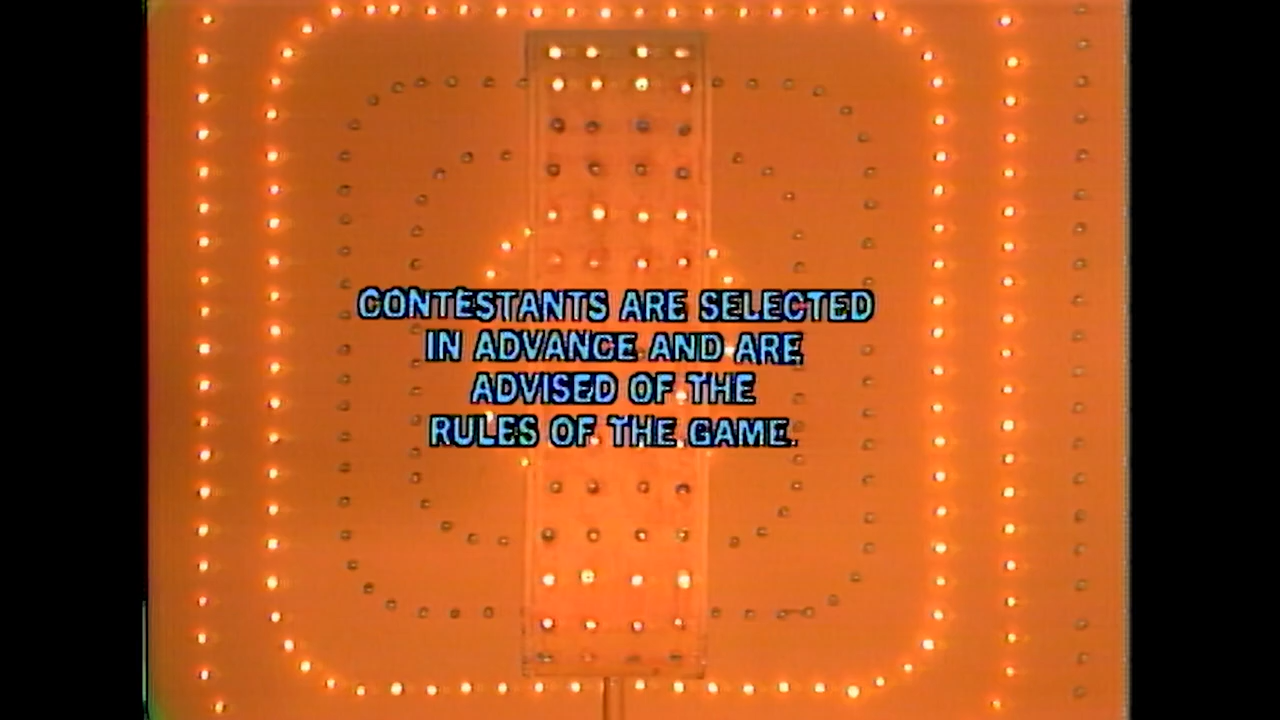 CONTESTANTS ARE SELECTED
IN ADVANCE AND ARE
ADVISED OF THE
RULES OF THE GAME.